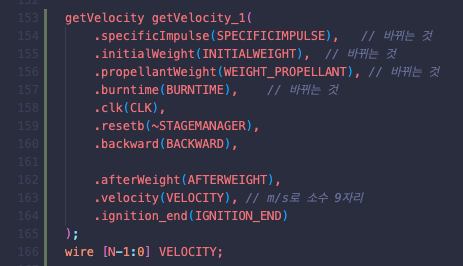 153 getVelocity getVelocity_1(
154 .specificImpulse(SPECIFICIMPULSE), // 바뀌는 것
155 .initialWeight(INITIALWEIGHT), // 바뀌는 것
156 .propellantWeight(WEIGHT_PROPELLANT), // 바뀌는 것
157 .burntime(BURNTIME), // 바뀌는 것
158 .clk(CLK),
159 .resetb(~STAGEMANAGER),
160 .backward(BACKWARD),
161
162 .afterWeight(AFTERWEIGHT),
163 .velocity(VELOCITY), // m/s로 소수 9자리
164 .ignition_end(IGNITION_END)
165 );
166 wire [N-1:0] VELOCITY;